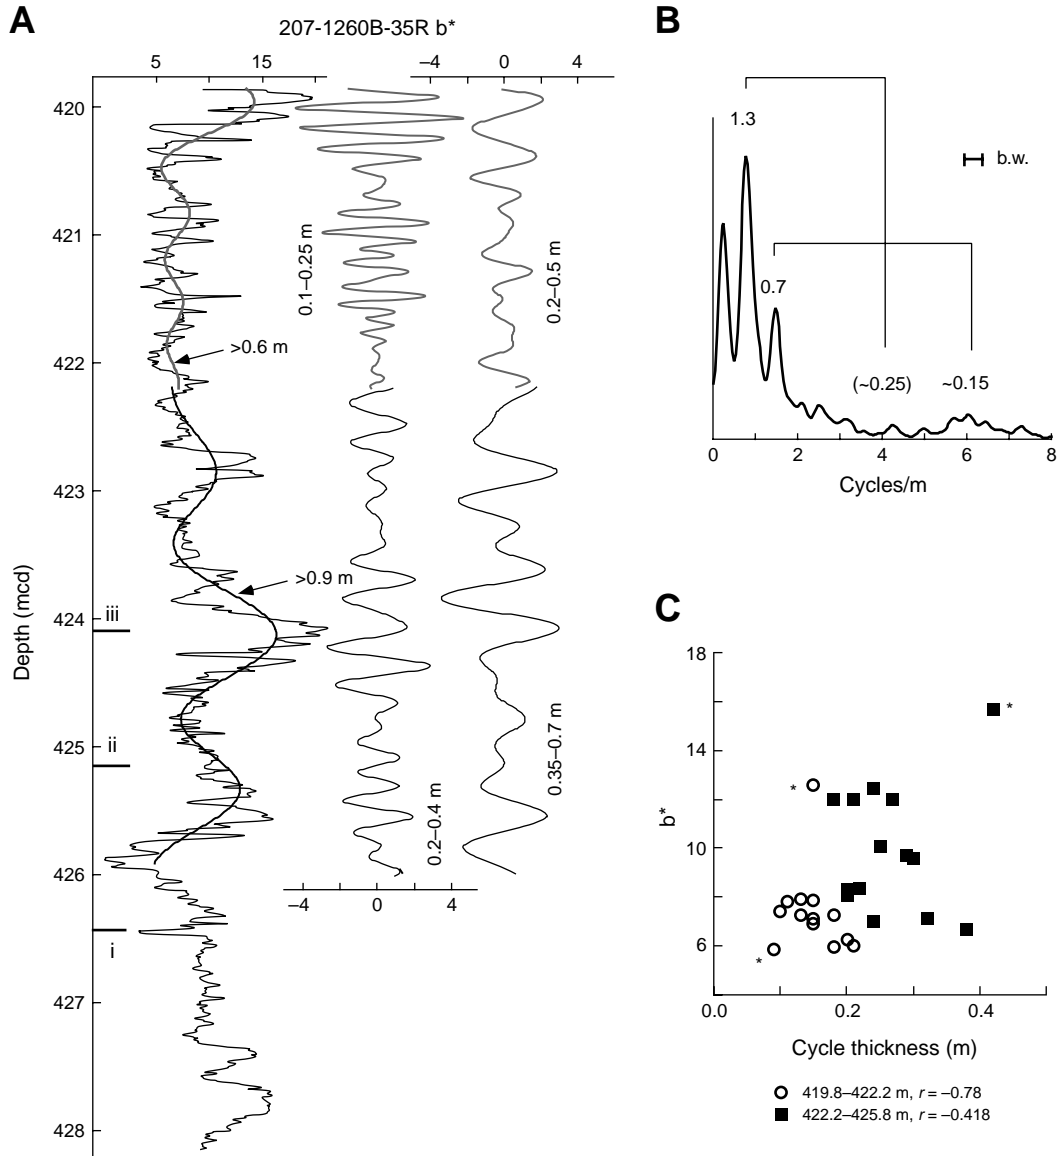 A
207-1260B-35R b*
5 15 −4 0 4
420
421
422
423
424
425
426
427
428
Depth (mcd)
0.1–0.25 m
0.2–0.5 m
>0.6 m
>0.9 m
iii
ii
i
0.35–0.7 m
0.2–0.4 m
−4 0 4
B
1.3
b.w.
0.7
(~0.25) ~0.15
0 2 4 6 8
Cycles/m
C
18
14
10
6
b*
*
*
*
0.0 0.2 0.4
Cycle thickness (m)
419.8–422.2 m, r = –0.78
422.2–425.8 m, r = –0.418